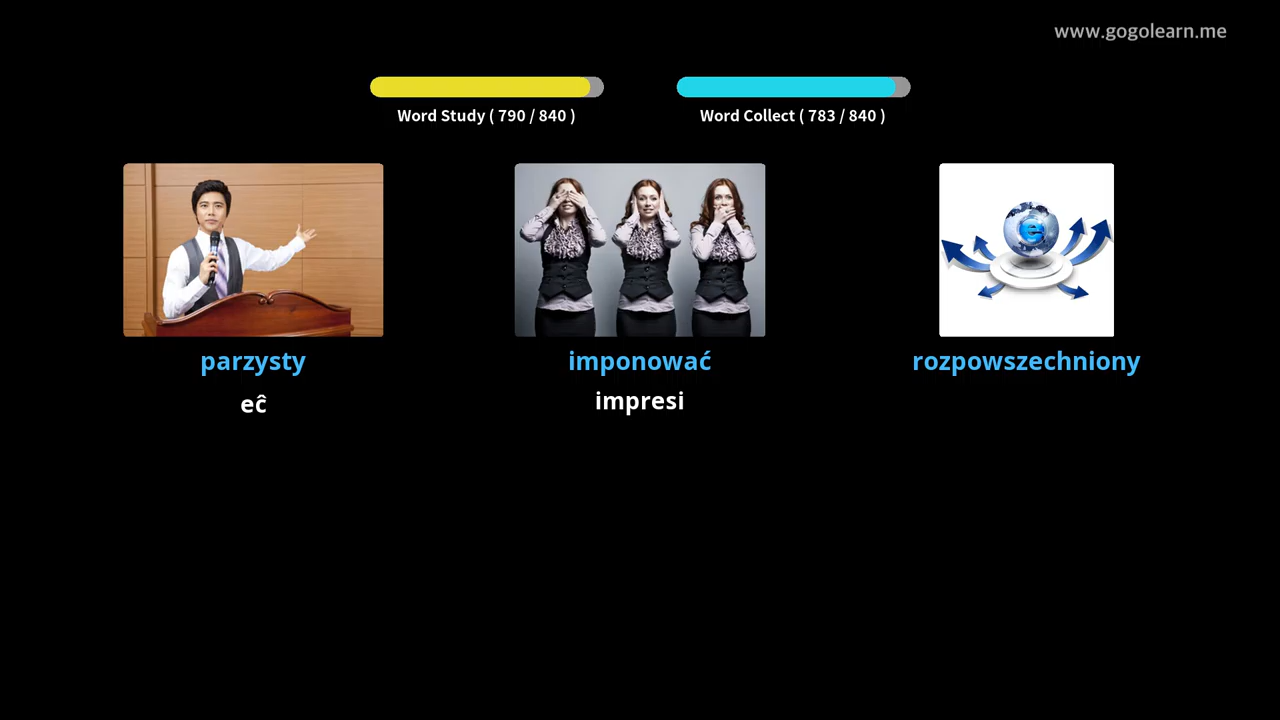 www.gogolearn.me
Word Study ( 790 / 840 )
Word Collect ( 783 / 840 )
parzysty
imponować
rozpowszechniony
eĉ
impresi